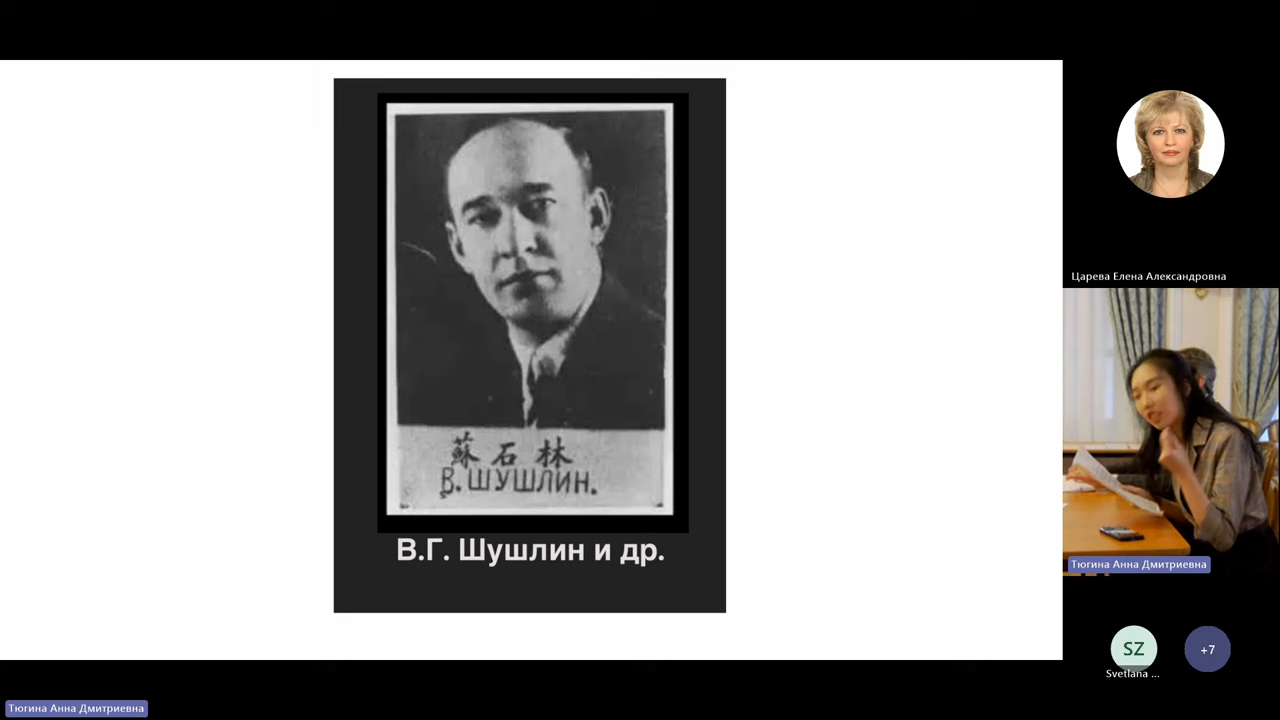 蘇石林
В.ШУШЛИН.
В.Г. Шушлин и др.
Царева Елена Александровна
Тюгина Анна Дмитриевна
SZ
+7
Svetlana ...
Тюгина Анна Дмитриевна